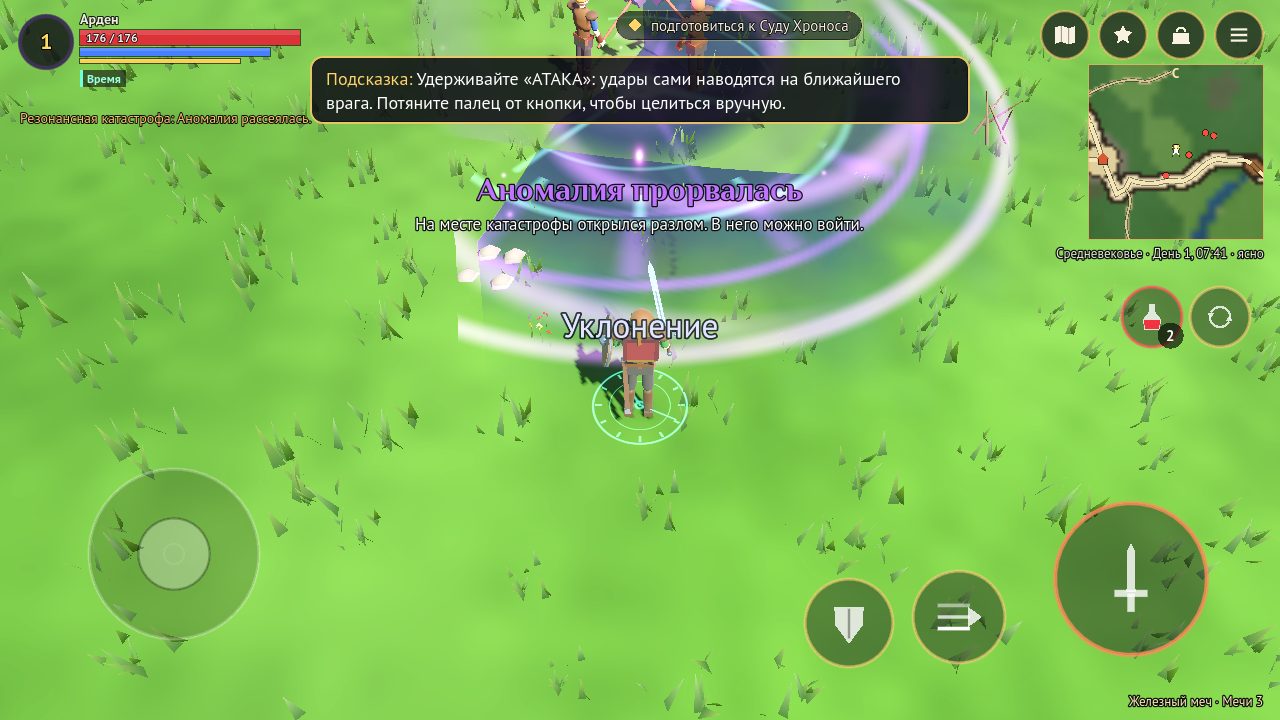 Арден
1
176 / 176
Время
Резонансная катастрофа: Аномалия рассеялась.
подготовиться к Суду Хроноса
Подсказка: Удерживайте «АТАКА»: удары сами наводятся на ближайшего
врага. Потяните палец от кнопки, чтобы целиться вручную.
С
Средневековье · День 1, 07:41 · ясно
Аномалия прорвалась
На месте катастрофы открылся разлом. В него можно войти.
Уклонение
2
Железный меч · Мечи 3